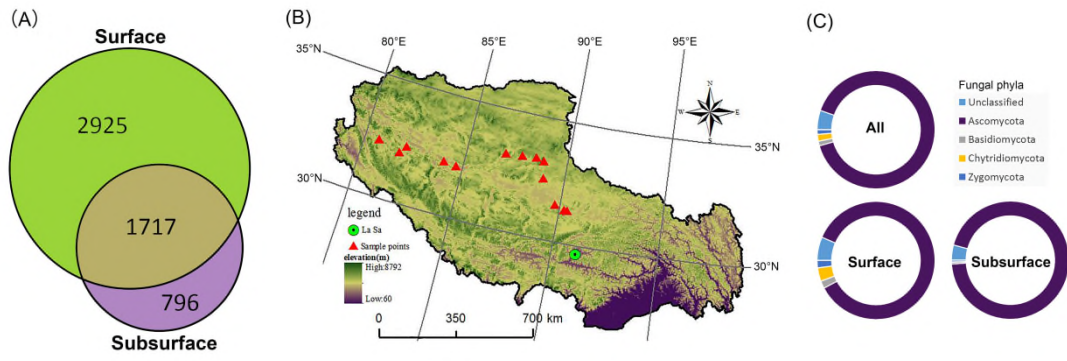 (A)
Surface
2925
1717
796
Subsurface
(B)
80°E
85°E
90°E
95°E
35°N
30°N
35°N
30°N
N
W
E
S
legend
La Sa
Sample points
elevation(m)
High:8792
Low:60
0 350 700 km
(C)
All
Fungal phyla
Unclassified
Ascomycota
Basidiomycota
Chytridiomycota
Zygomycota
Surface
Subsurface